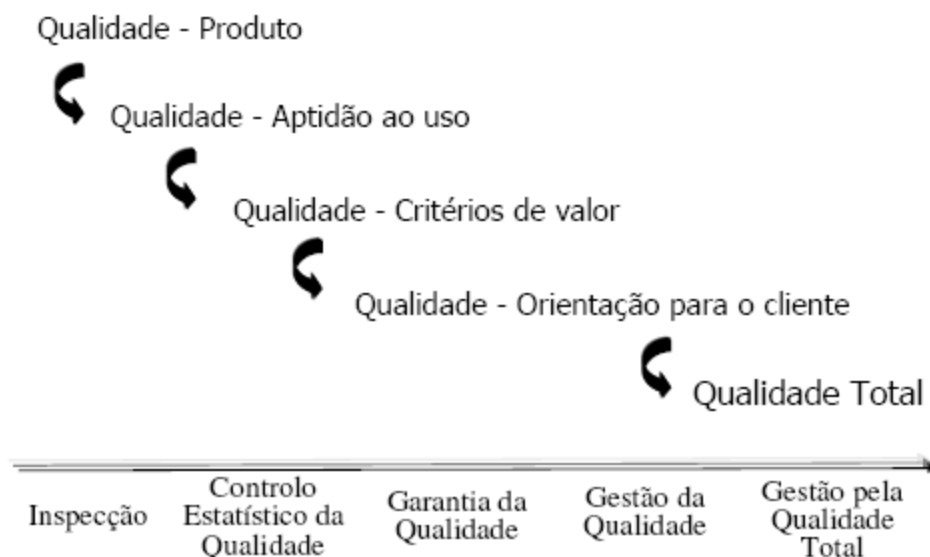 Qualidade - Produto
Qualidade - Aptidão ao uso
Qualidade - Critérios de valor
Qualidade - Orientação para o cliente
Qualidade Total
Inspecção
Controlo
Estatístico da
Qualidade
Garantia da
Qualidade
Gestão da
Qualidade
Gestão pela
Qualidade
Total